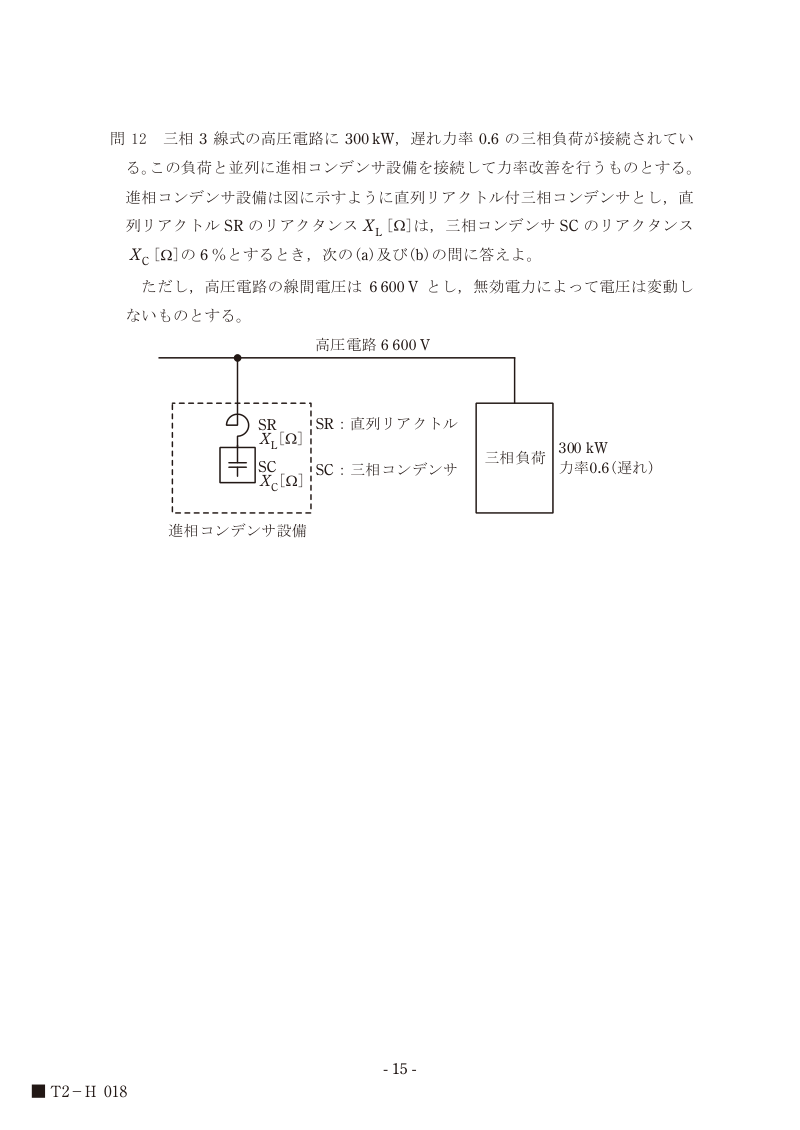 問 12　三相 3 線式の高圧電路に 300 kW，遅れ力率 0.6 の三相負荷が接続されてい
る。この負荷と並列に進相コンデンサ設備を接続して力率改善を行うものとする。
進相コンデンサ設備は図に示すように直列リアクトル付三相コンデンサとし，直
列リアクトル SR のリアクタンス XL [Ω]は，三相コンデンサ SC のリアクタンス
XC [Ω]の 6 %とするとき，次の(a)及び(b)の問に答えよ。
ただし，高圧電路の線間電圧は 6 600 V とし，無効電力によって電圧は変動し
ないものとする。
高圧電路 6 600 V
SR
XL[Ω]
SC
XC[Ω]
SR：直列リアクトル
SC：三相コンデンサ
三相負荷
300 kW
力率0.6（遅れ）
進相コンデンサ設備
- 15 -
■ T2－H 018